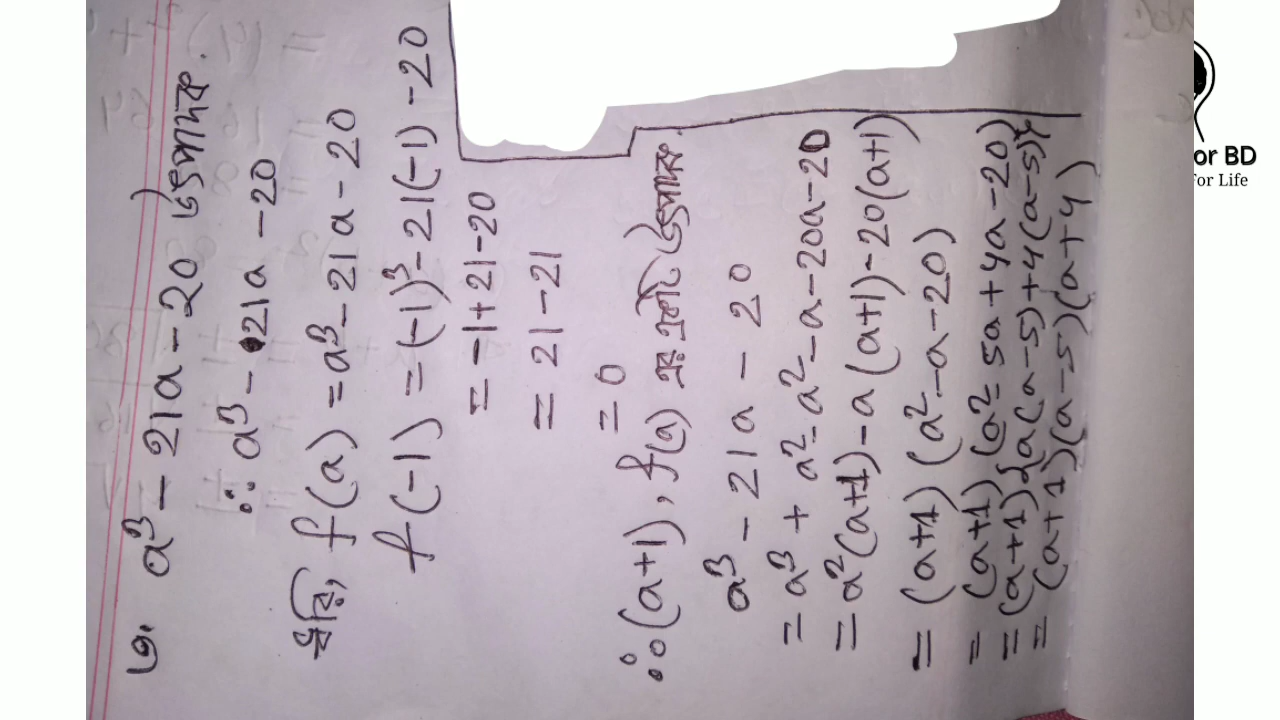 ৩. a³ - 21a - 20 উৎপাদক.
∴ a³ - 21a - 20
ধরি, f(a) = a³ - 21a - 20
f(-1) = (-1)³ - 21(-1) - 20
= -1 + 21 - 20
= 21 - 21
= 0
∴ (a+1), f(a) এর একটি উৎপাদক.
a³ - 21a - 20
= a³ + a² - a² - a - 20a - 20
= a²(a+1) - a(a+1) - 20(a+1)
= (a+1) (a² - a - 20)
= (a+1) (a² = 5a + 4a - 20)
= (a+1) {a(a-5) + 4(a-5)}
= (a+1)(a-5)(a+4)
or BD
For Life